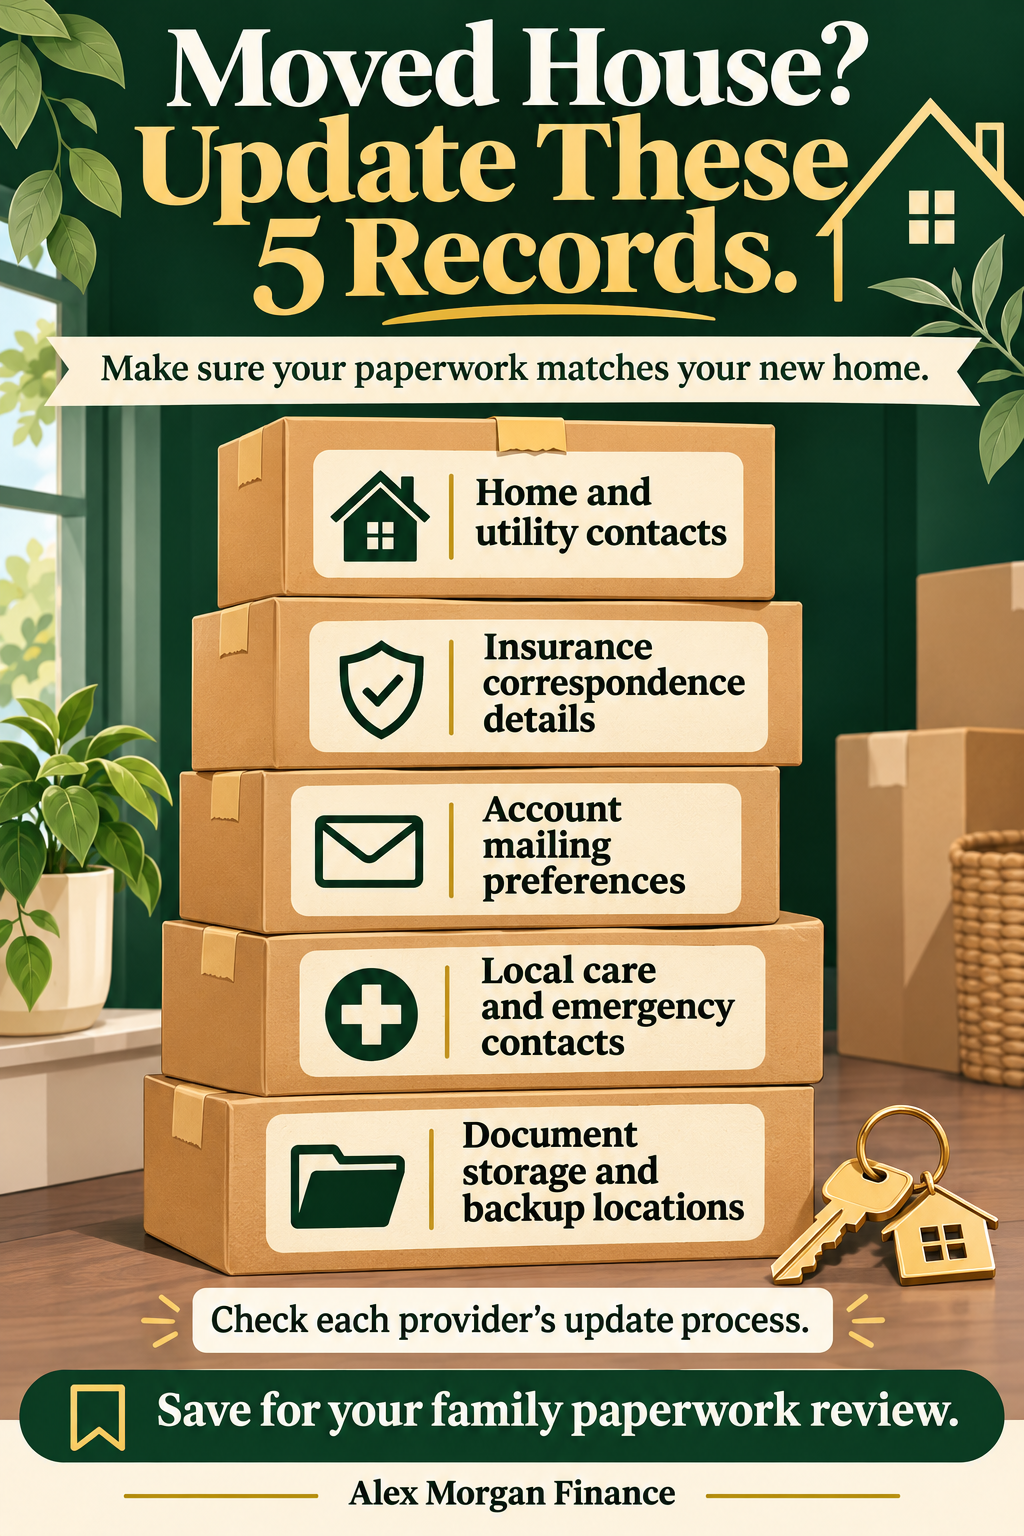 Moved House?
Update These
5 Records.
Make sure your paperwork matches your new home.
Home and
utility contacts
Insurance
correspondence
details
Account
mailing
preferences
Local care
and emergency
contacts
Document
storage and
backup locations
Check each provider’s update process.
Save for your family paperwork review.
Alex Morgan Finance